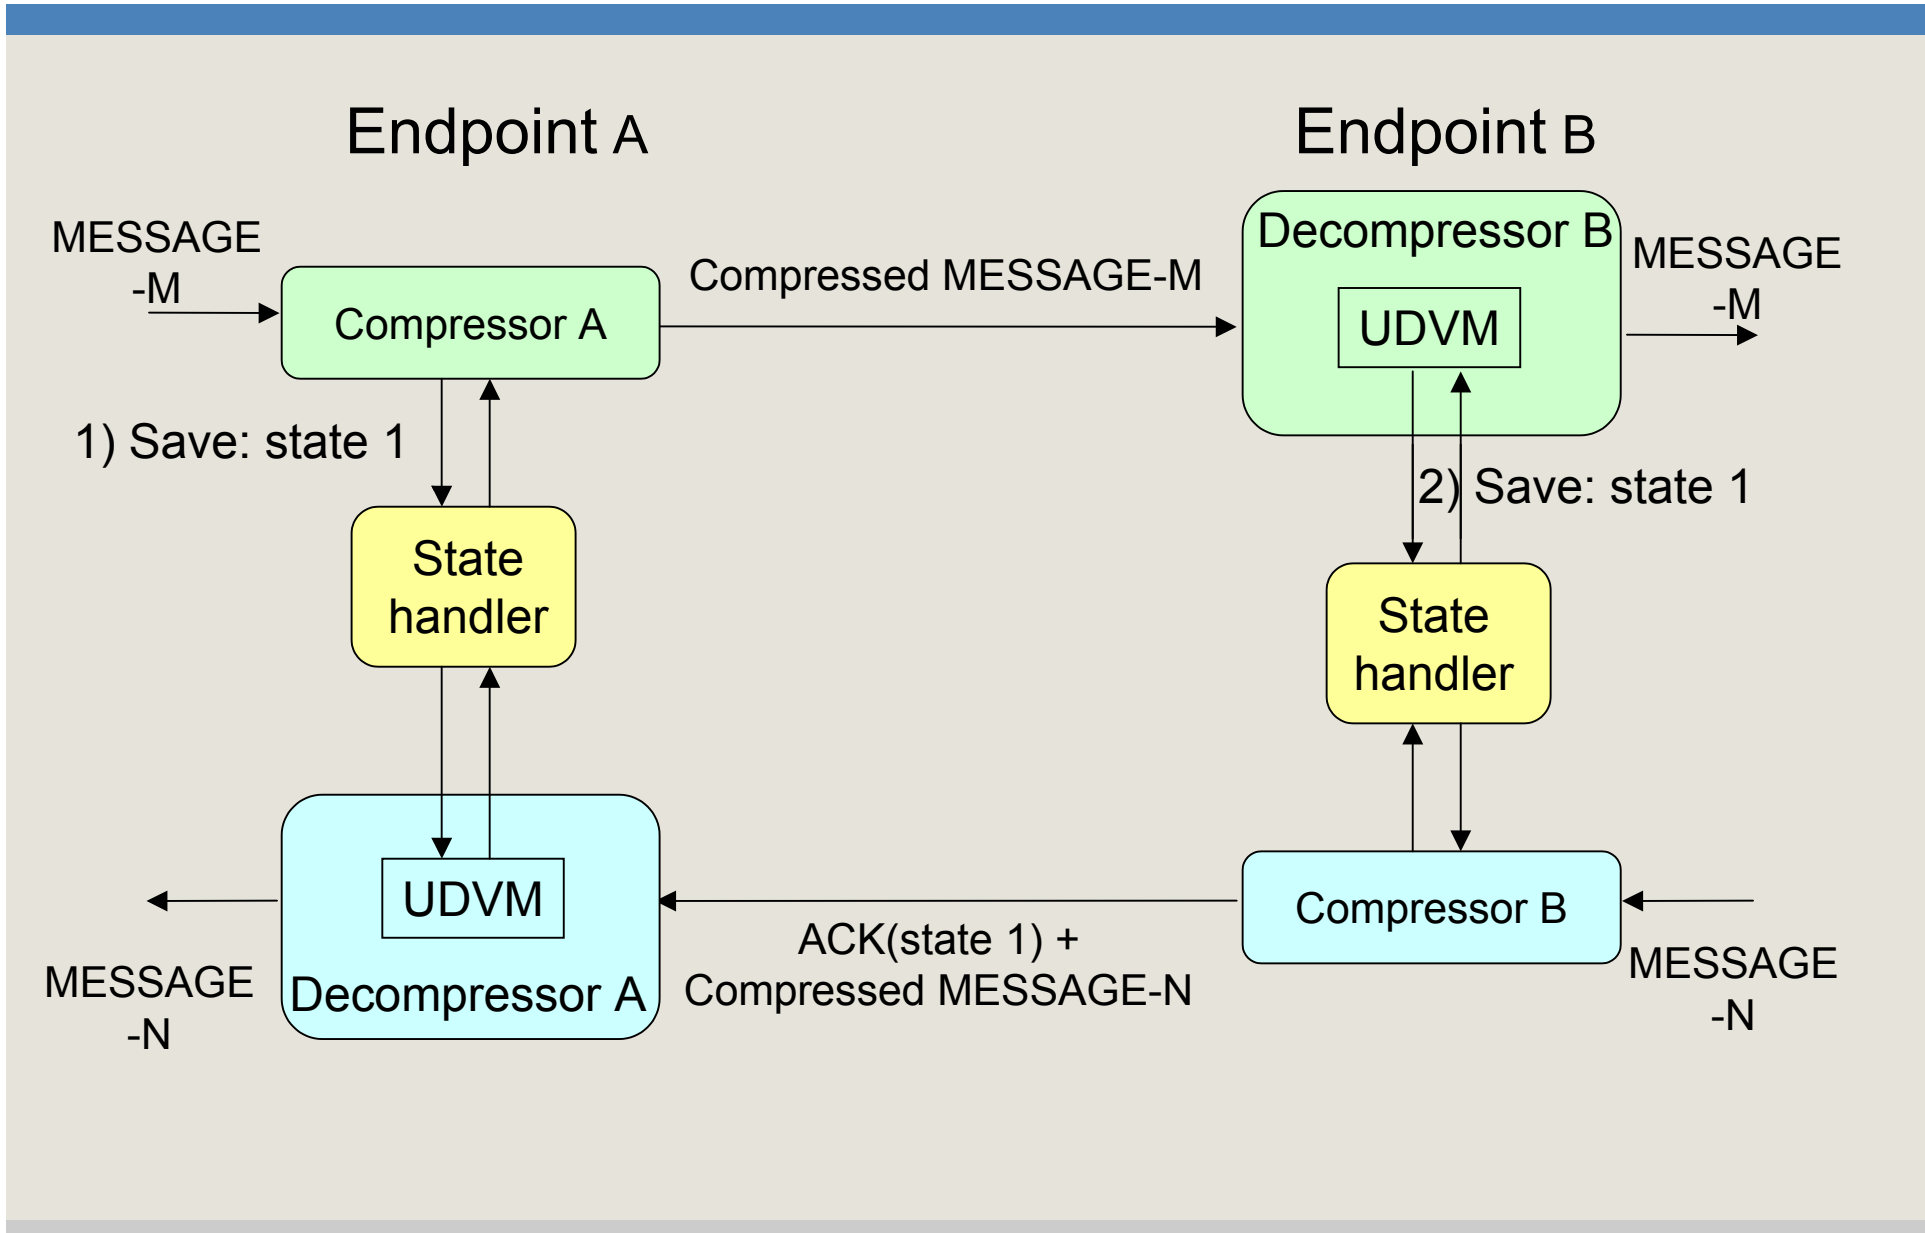 Endpoint A
Endpoint B
MESSAGE
-M
Compressor A
Compressed MESSAGE-M
Decompressor B
UDVM
MESSAGE
-M
1) Save: state 1
2) Save: state 1
State
handler
State
handler
UDVM
Decompressor A
MESSAGE
-N
ACK(state 1) +
Compressed MESSAGE-N
Compressor B
MESSAGE
-N